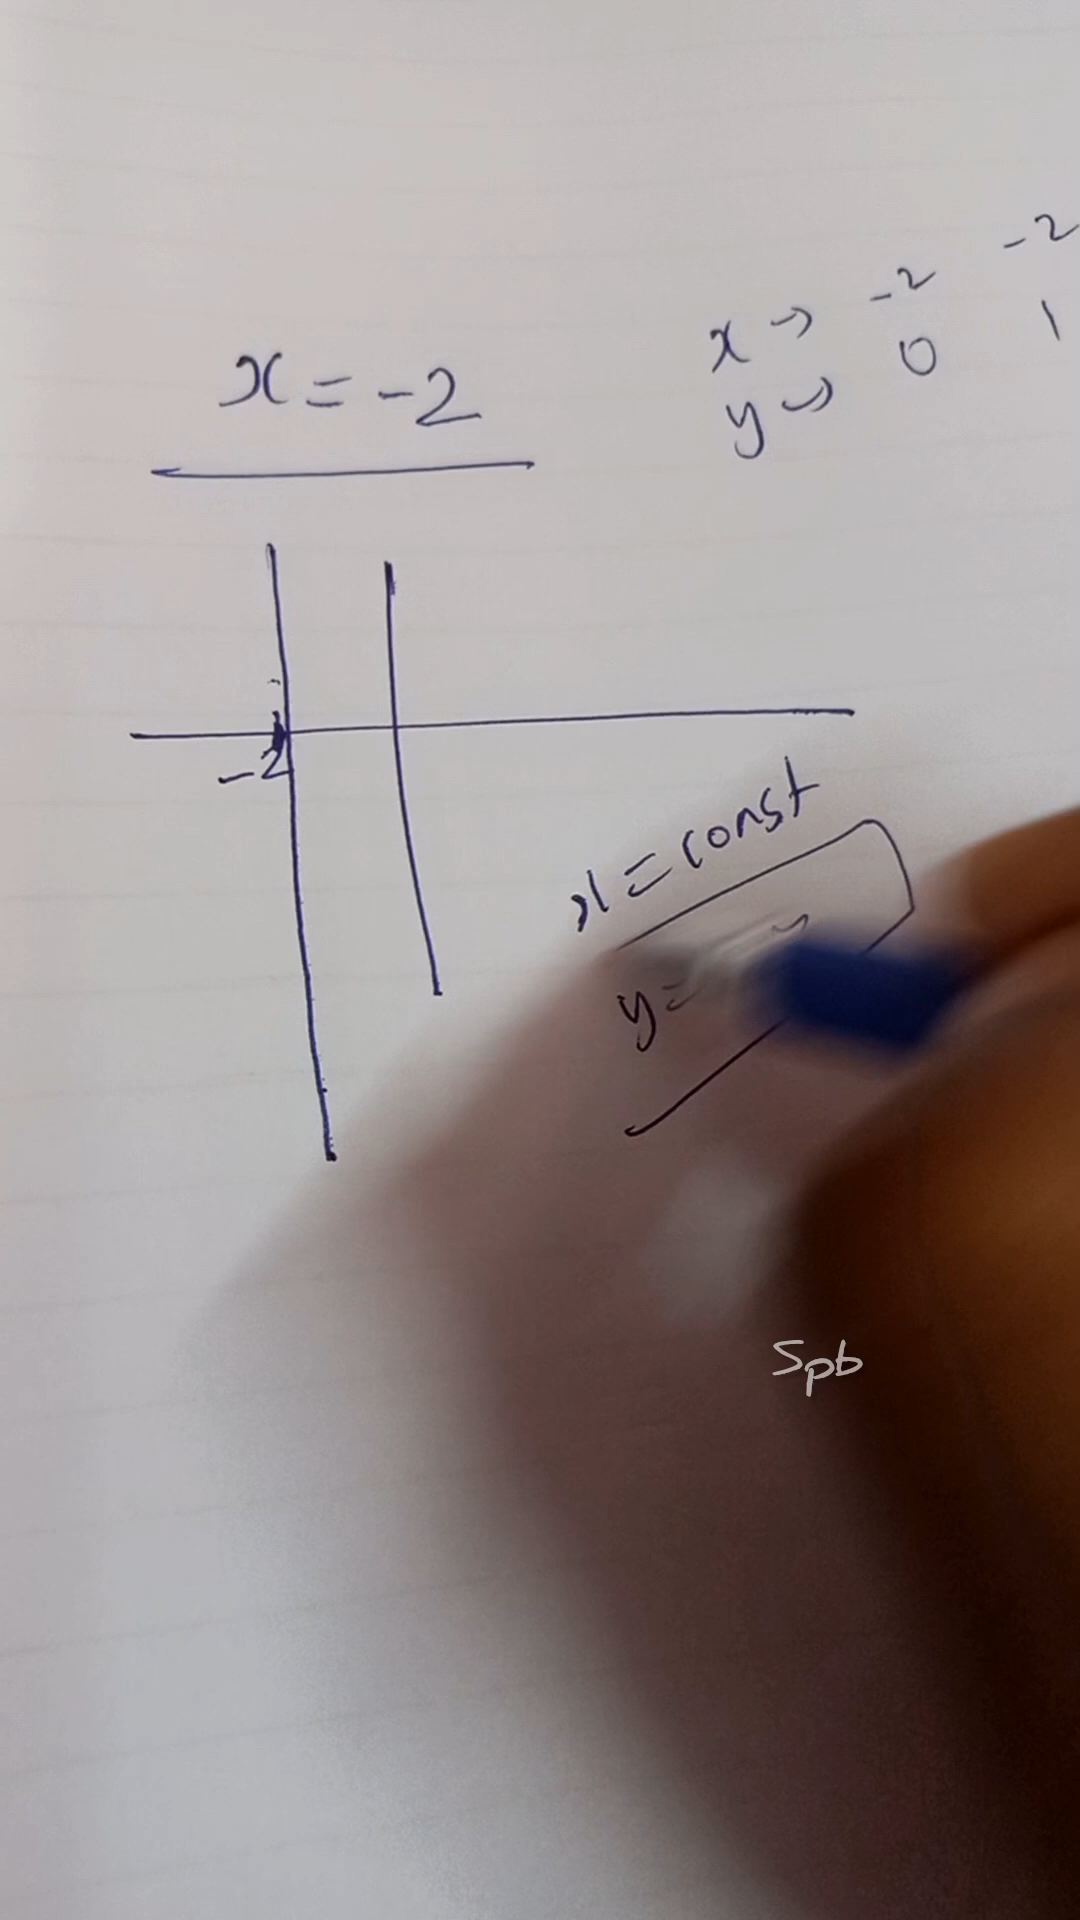 x → -2 -2
y → 0 1
x = -2
-2
x = const
y =
Spb